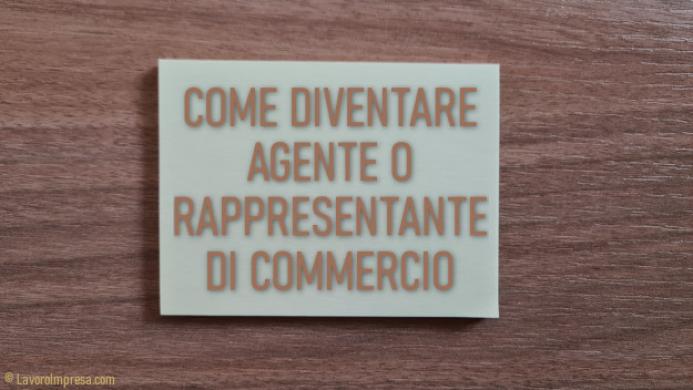 COME DIVENTARE
AGENTE O
RAPPRESENTANTE
DI COMMERCIO
© LavoroImpresa.com